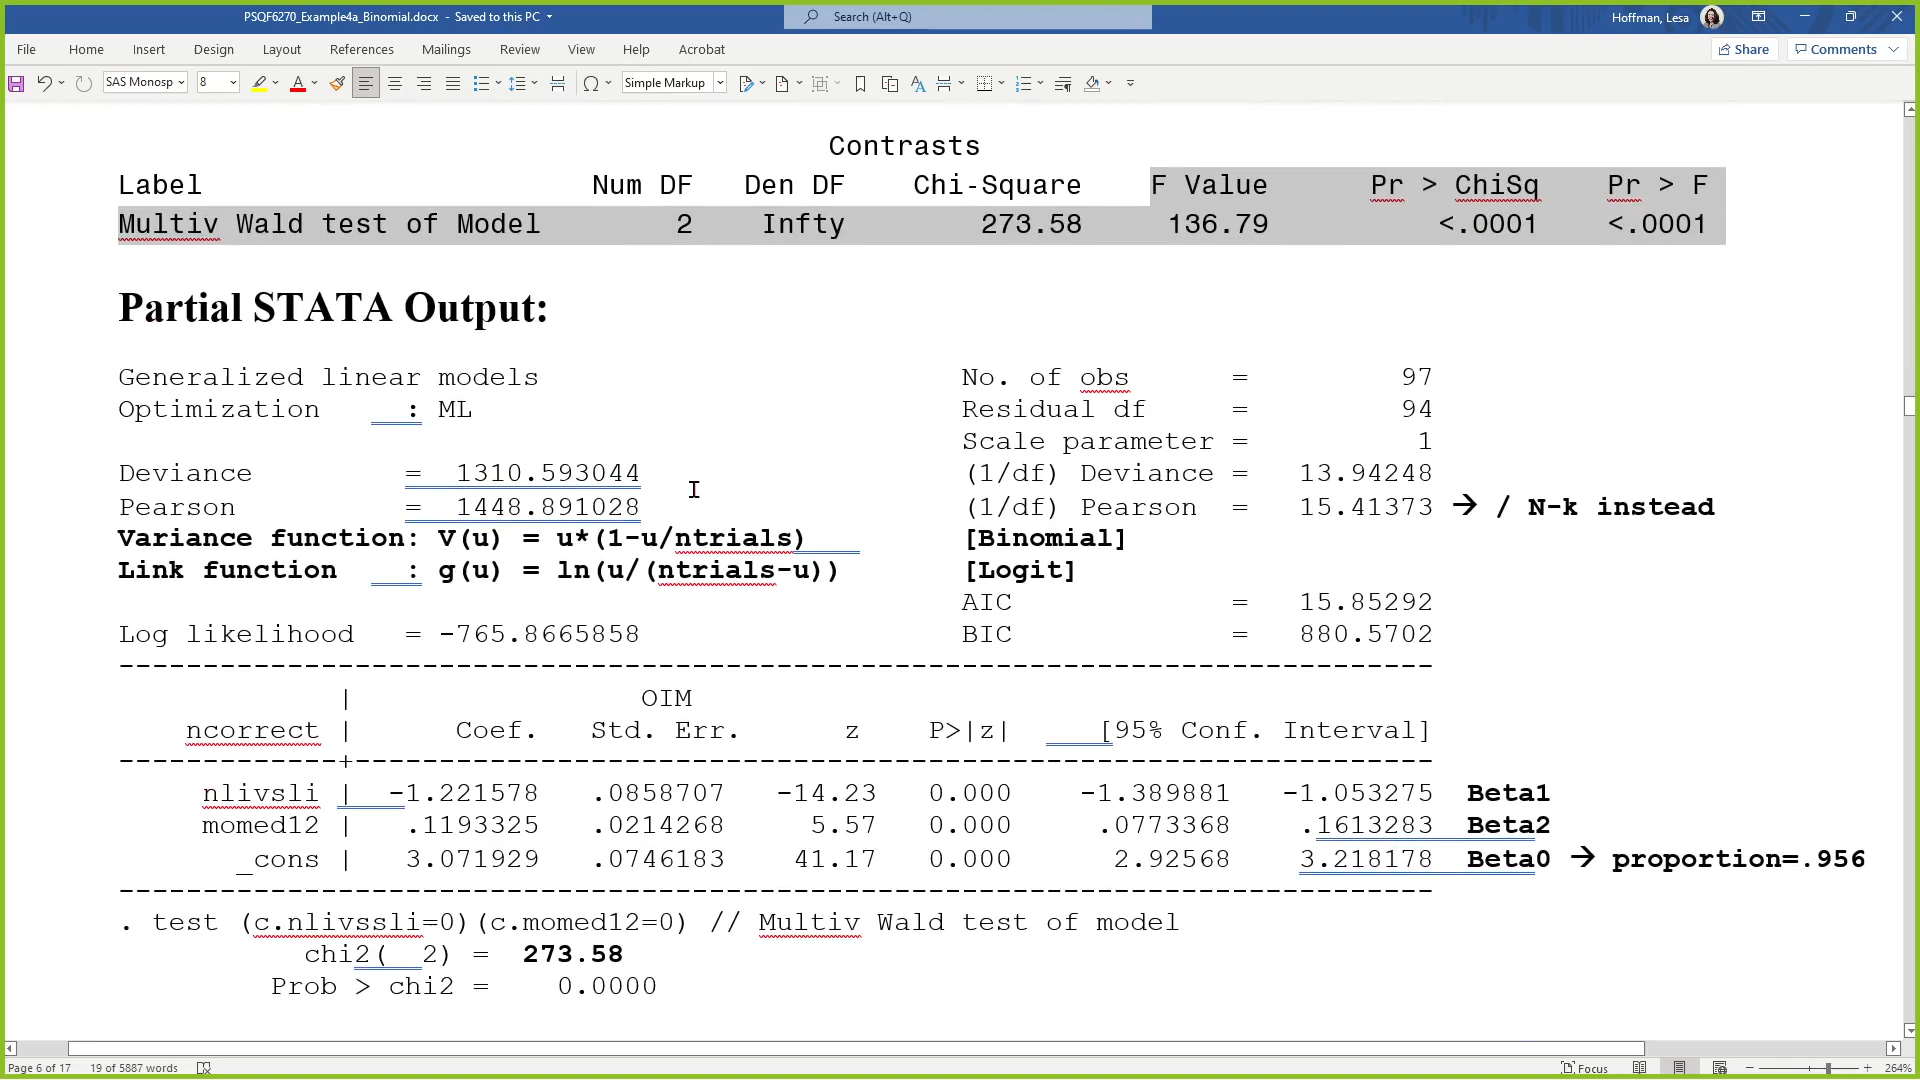 PSQF6270_Example4a_Binomial.docx - Saved to this PC
Search (Alt+Q)
Hoffman, Lesa
File Home Insert Design Layout References Mailings Review View Help Acrobat
Share Comments
SAS Monosp 8 Simple Markup
Contrasts
Label Num DF Den DF Chi-Square F Value Pr > ChiSq Pr > F
Multiv Wald test of Model 2 Infty 273.58 136.79 <.0001 <.0001
Partial STATA Output:
Generalized linear models No. of obs = 97
Optimization : ML Residual df = 94
Scale parameter = 1
Deviance = 1310.593044 (1/df) Deviance = 13.94248
Pearson = 1448.891028 (1/df) Pearson = 15.41373 → / N-k instead
Variance function: V(u) = u*(1-u/ntrials) [Binomial]
Link function : g(u) = ln(u/(ntrials-u)) [Logit]
AIC = 15.85292
Log likelihood = -765.8665858 BIC = 880.5702
------------------------------------------------------------------------------
| OIM
ncorrect | Coef. Std. Err. z P>|z| [95% Conf. Interval]
-------------+----------------------------------------------------------------
nlivsli | -1.221578 .0858707 -14.23 0.000 -1.389881 -1.053275 Beta1
momed12 | .1193325 .0214268 5.57 0.000 .0773368 .1613283 Beta2
_cons | 3.071929 .0746183 41.17 0.000 2.92568 3.218178 Beta0 → proportion=.956
------------------------------------------------------------------------------
. test (c.nlivssli=0)(c.momed12=0) // Multiv Wald test of model
chi2( 2) = 273.58
Prob > chi2 = 0.0000
Page 6 of 17 19 of 5887 words Focus 264%